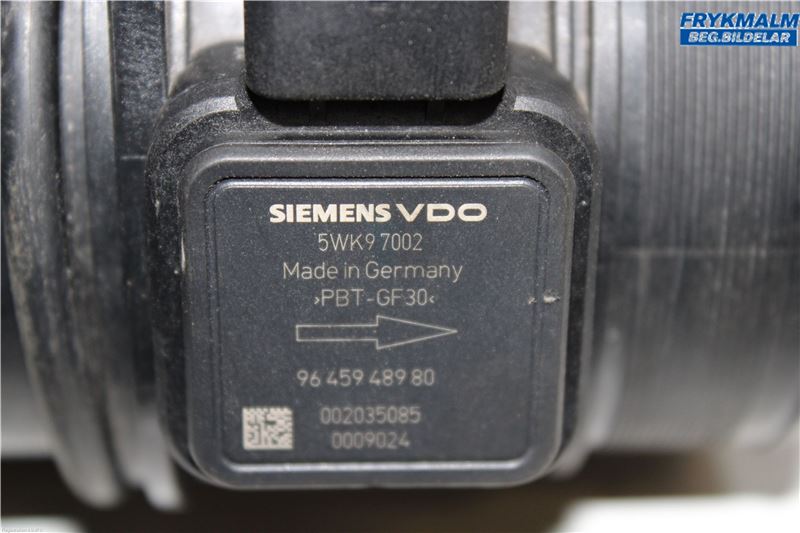 FRYKMALM
BEG.BILDELAR
SIEMENS VDO
5WK9 7002
Made in Germany
›PBT-GF30‹
96 459 489 80
002035085
0009024